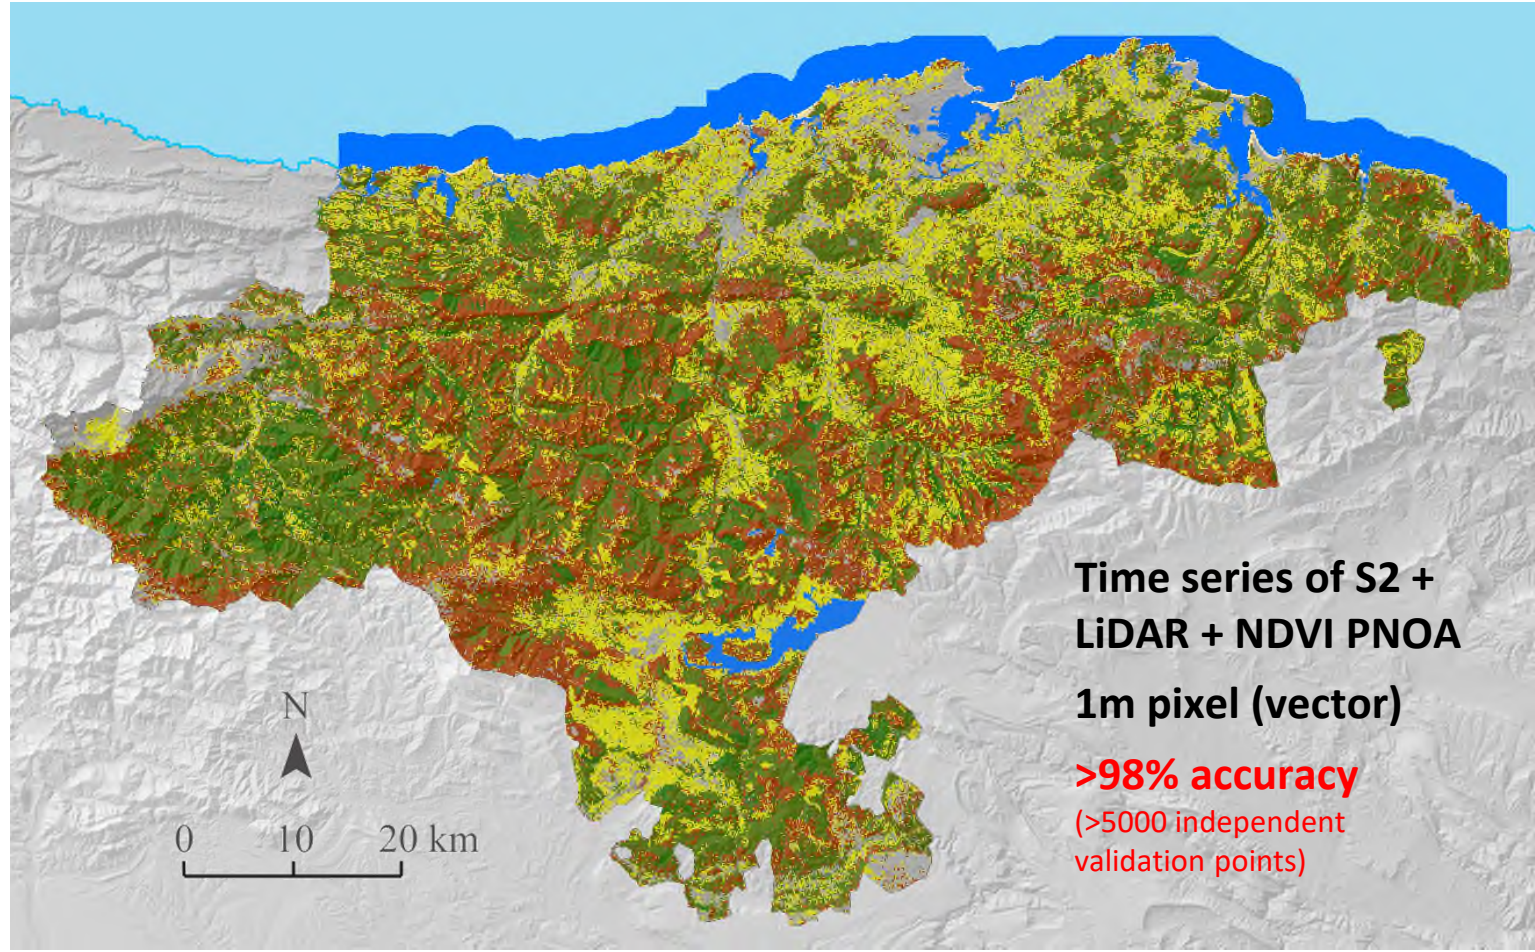 Time series of S2 +
LiDAR + NDVI PNOA
1m pixel (vector)
>98% accuracy
(>5000 independent
validation points)
N
0 10 20 km